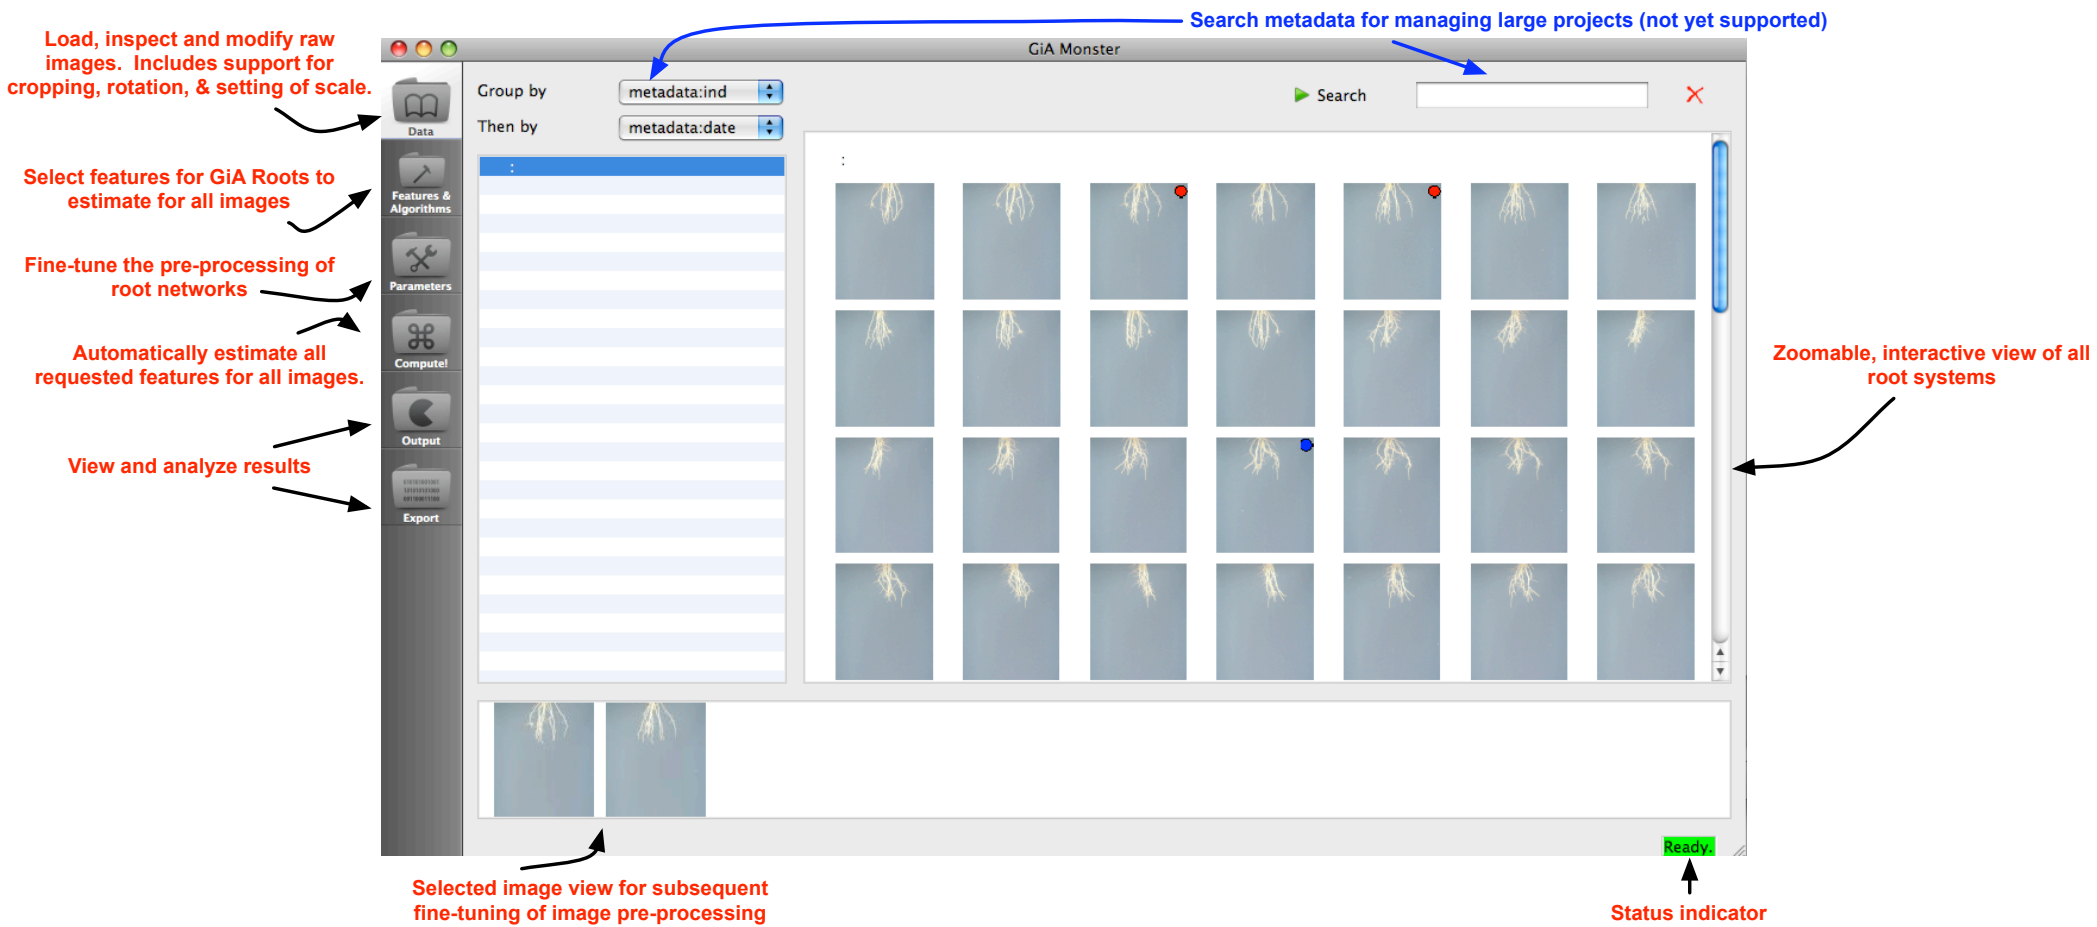 Search metadata for managing large projects (not yet supported)
Load, inspect and modify raw
images.  Includes support for
cropping, rotation, & setting of scale.
Select features for GiA Roots to
estimate for all images
Fine-tune the pre-processing of
root networks
Automatically estimate all
requested features for all images.
View and analyze results
GiA Monster
Data
Features &
Algorithms
Parameters
Compute!
Output
Export
Group by
metadata:ind
Then by
metadata:date
:
Search
:
Zoomable, interactive view of all
root systems
Ready.
Selected image view for subsequent
fine-tuning of image pre-processing
Status indicator